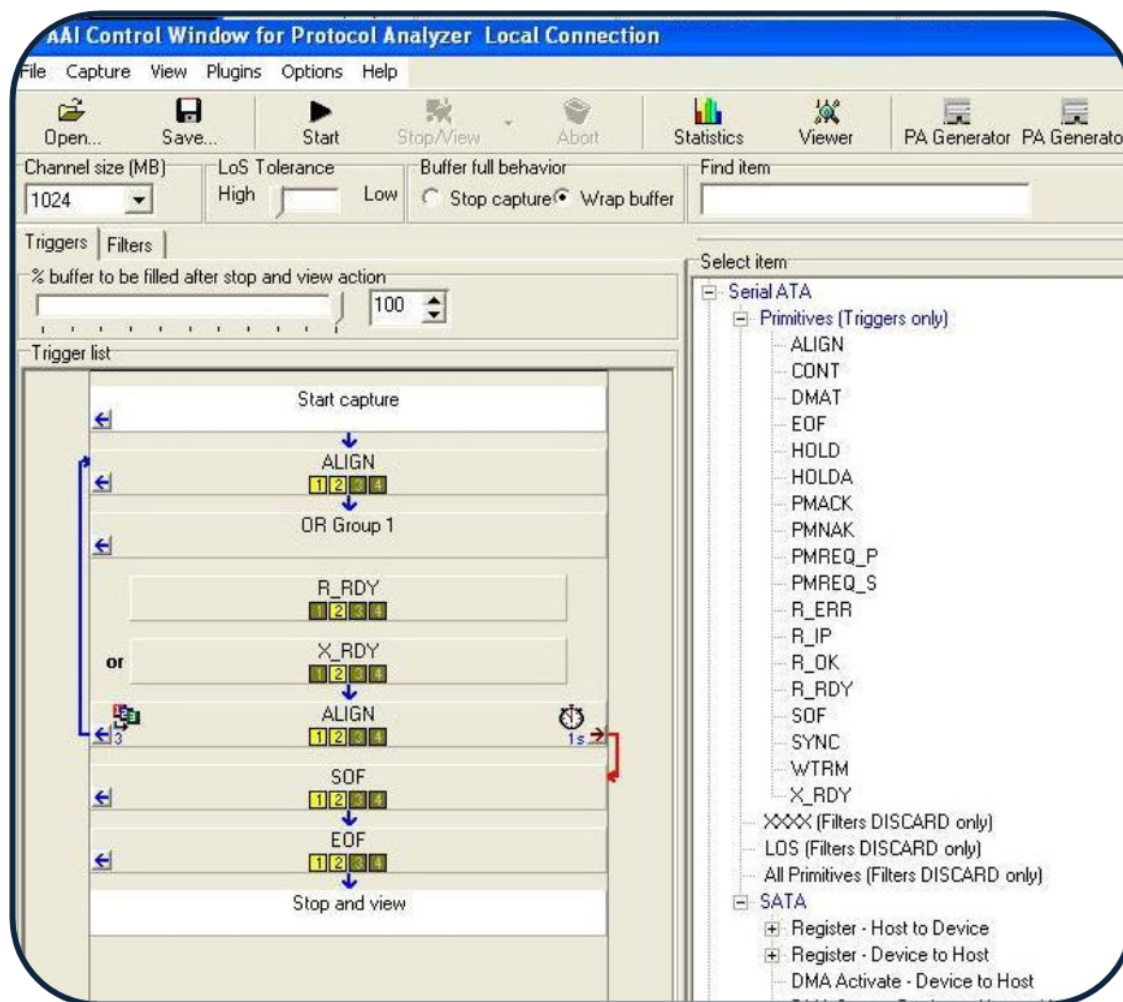 AAI Control Window for Protocol Analyzer Local Connection
File Capture View Plugins Options Help
Open... Save... Start Stop/View Abort Statistics Viewer PA Generator PA Generato
Channel size (MB) LoS Tolerance Buffer full behavior Find item
1024 High Low Stop capture Wrap buffer
Triggers Filters
% buffer to be filled after stop and view action
100
Trigger list
Start capture
ALIGN
1 2 3 4
OR Group 1
R_RDY
1 2 3 4
or X_RDY
1 2 3 4
ALIGN
3 1 2 3 4 1s
SOF
1 2 3 4
EOF
1 2 3 4
Stop and view
Select item
Serial ATA
Primitives (Triggers only)
ALIGN
CONT
DMAT
EOF
HOLD
HOLDA
PMACK
PMNAK
PMREQ_P
PMREQ_S
R_ERR
R_IP
R_OK
R_RDY
SOF
SYNC
WTRM
X_RDY
XXXX (Filters DISCARD only)
LOS (Filters DISCARD only)
All Primitives (Filters DISCARD only)
SATA
Register - Host to Device
Register - Device to Host
DMA Activate - Device to Host